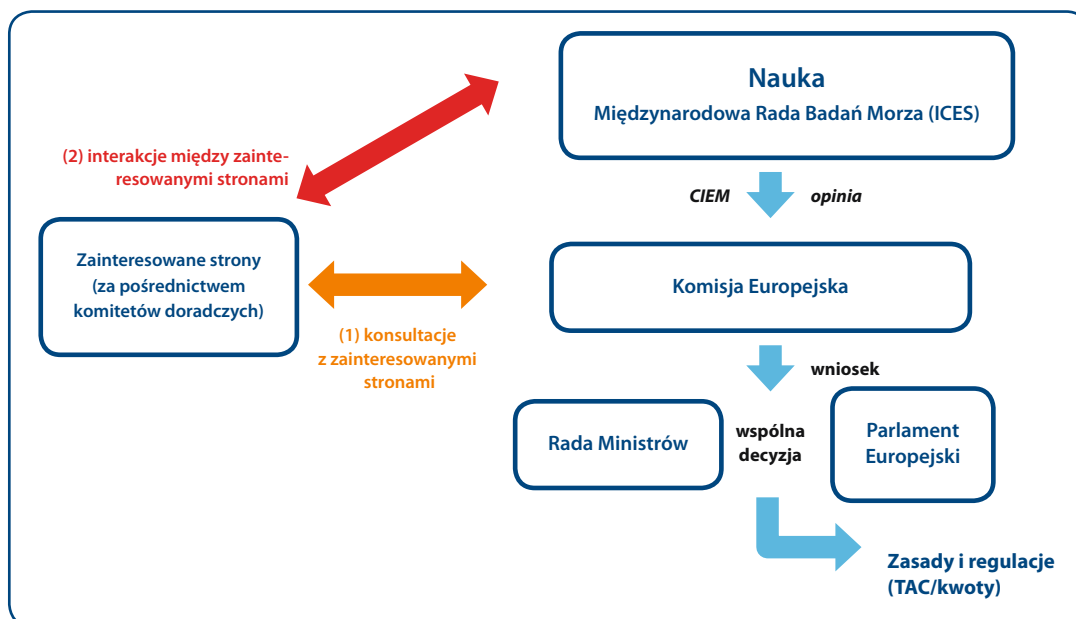 Nauka
Międzynarodowa Rada Badań Morza (ICES)
(2) interakcje między zainte-
resowanymi stronami
CIEM
opinia
Zainteresowane strony
(za pośrednictwem
komitetów doradczych)
Komisja Europejska
(1) konsultacje
z zainteresowanymi
stronami
wniosek
Rada Ministrów
wspólna
decyzja
Parlament
Europejski
Zasady i regulacje
(TAC/kwoty)